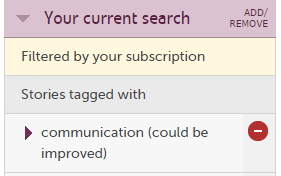 Your current search
ADD/
REMOVE
Filtered by your subscription
Stories tagged with
communication (could be
improved)